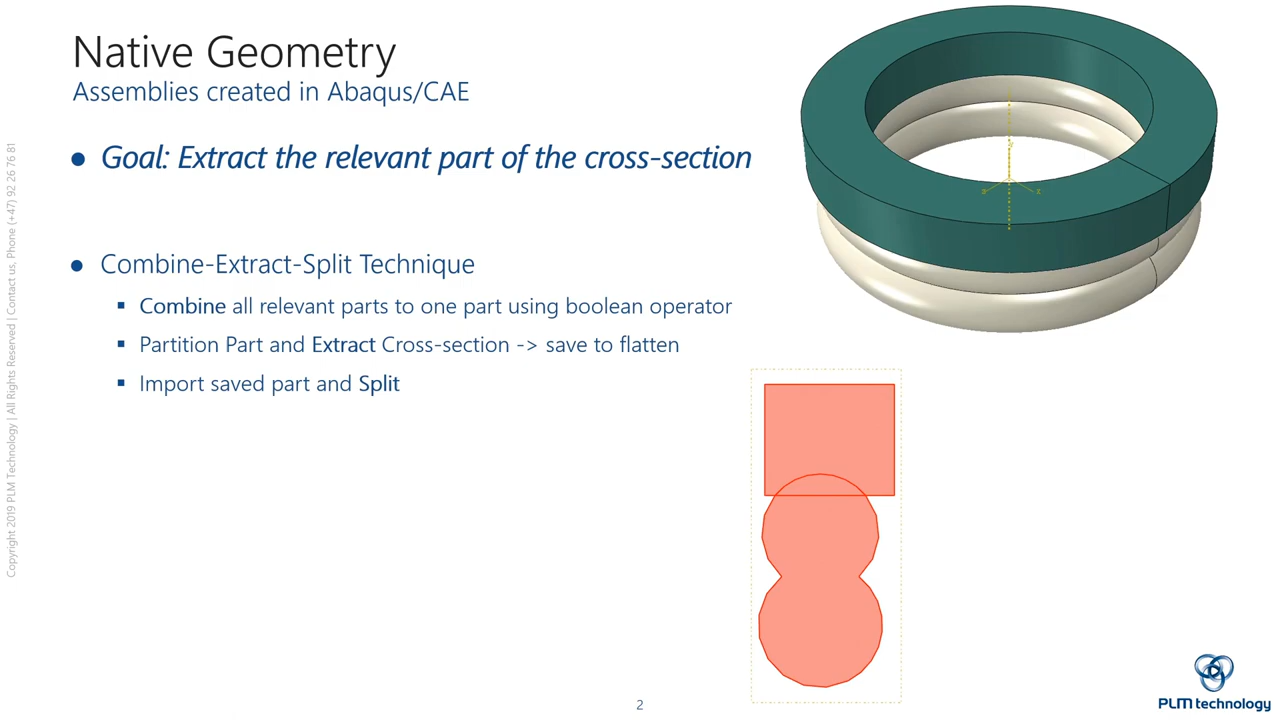 Native Geometry
Assemblies created in Abaqus/CAE
● Goal: Extract the relevant part of the cross-section
● Combine-Extract-Split Technique
▪ Combine all relevant parts to one part using boolean operator
▪ Partition Part and Extract Cross-section -> save to flatten
▪ Import saved part and Split
Copyright 2019 PLM Technology | All Rights Reserved | Contact us, Phone (+47) 92 26 76 81
2
PLM technology